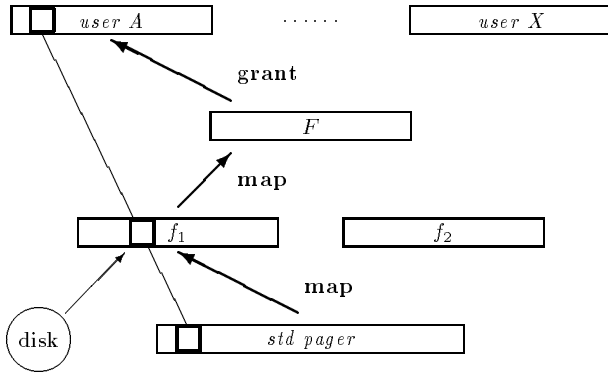 user A ...... user X
grant
F
map
f1 f2
map
disk std pager